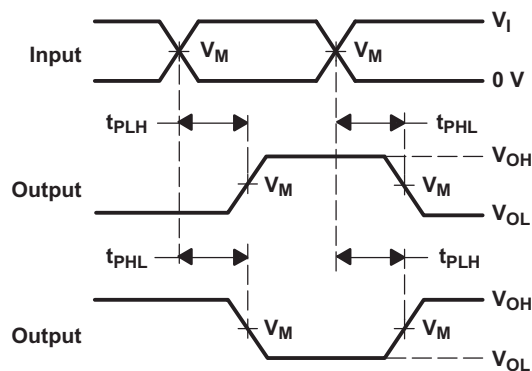 V_I
Input V_M V_M
0 V
t_PLH t_PHL
V_OH
Output V_M V_M
V_OL
t_PHL t_PLH
V_OH
Output V_M V_M
V_OL